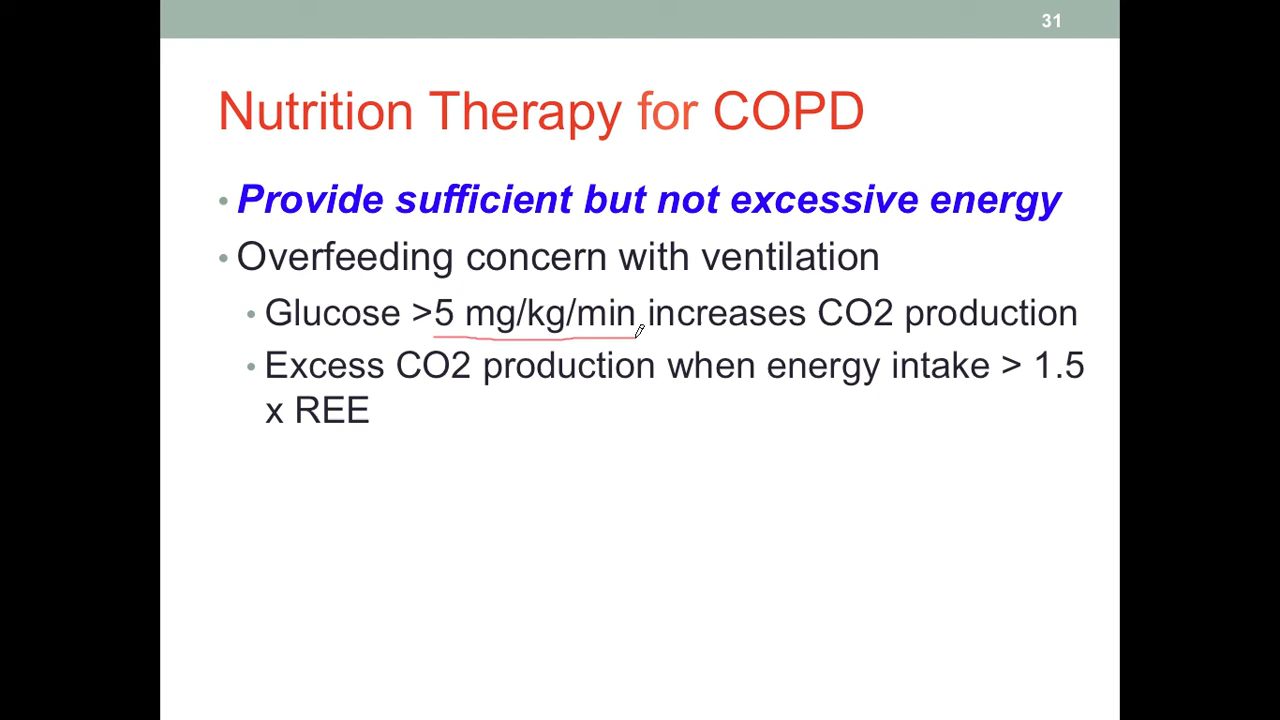 31
Nutrition Therapy for COPD
• Provide sufficient but not excessive energy
• Overfeeding concern with ventilation
• Glucose >5 mg/kg/min increases CO2 production
• Excess CO2 production when energy intake > 1.5
x REE